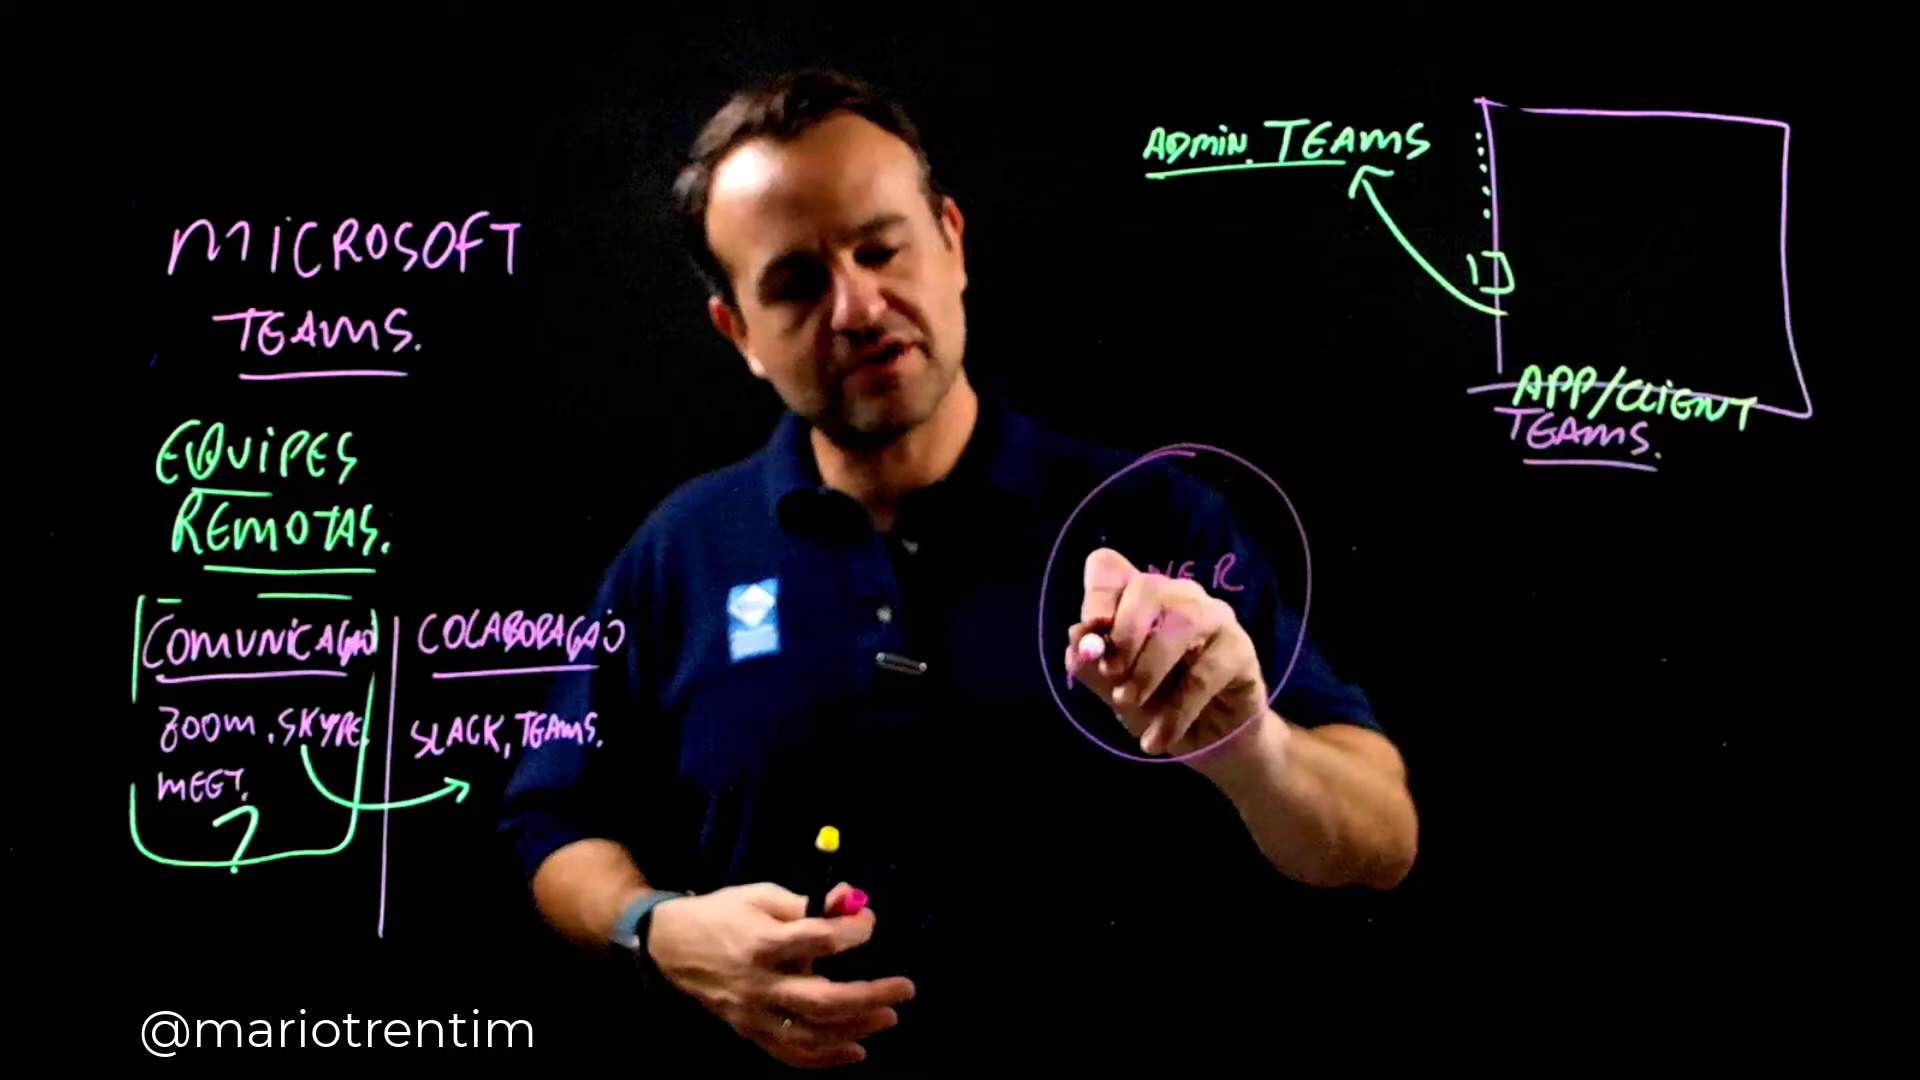 MiCROSOFT
TEAMS.
EQUiPES
REMOTAS.
COMUNiCAÇÃO
ZOOM, SKYPE,
MEET.
?
COLABORAÇÃO
SLACK, TEAMS.
ADMiN. TEAMS
APP/CLiENT
TEAMS.
@mariotrentim